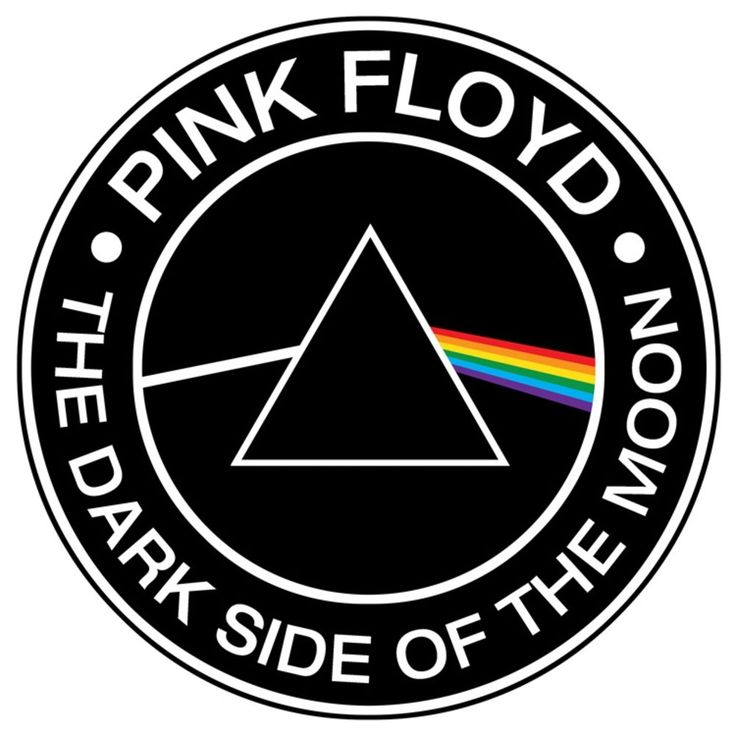 PINK FLOYD
THE DARK SIDE OF THE MOON